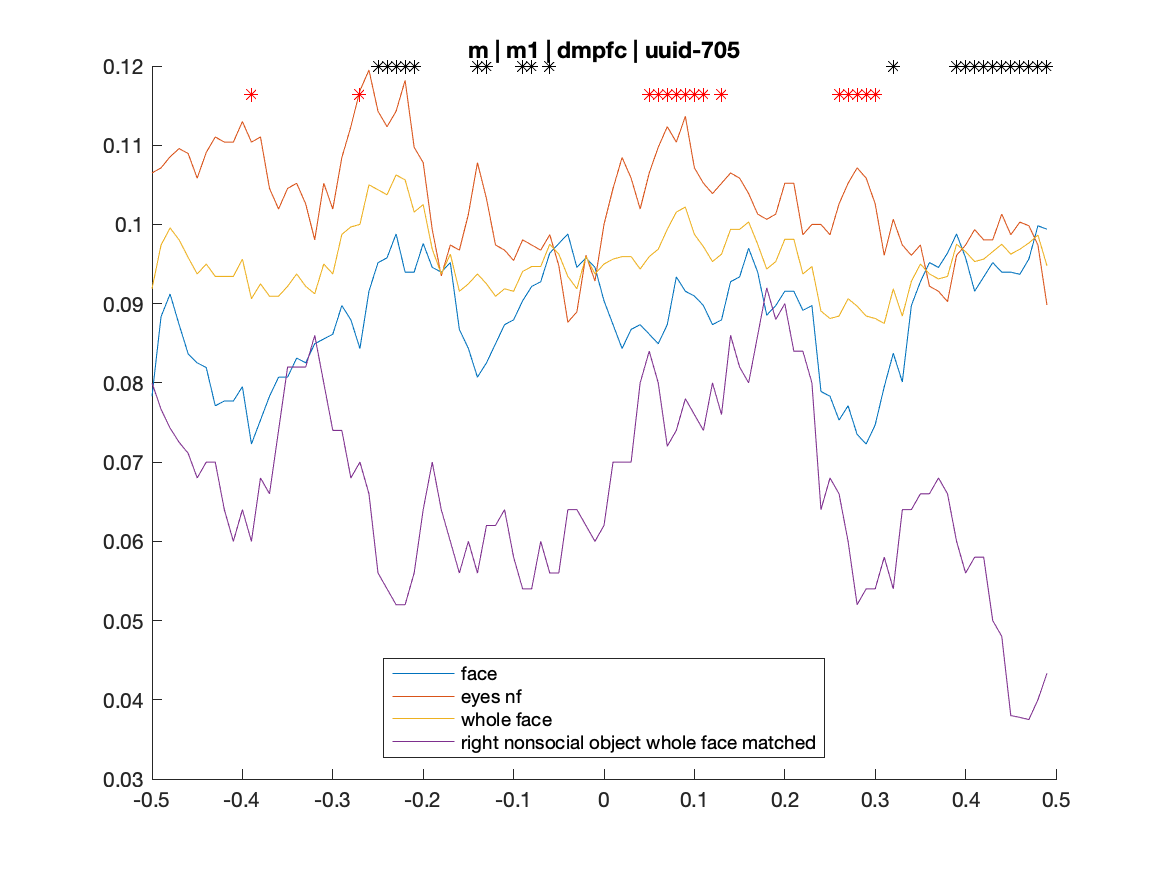 m | m1 | dmpfc | uuid-705
0.12
0.11
0.1
0.09
0.08
0.07
0.06
0.05
0.04
0.03
face
eyes nf
whole face
right nonsocial object whole face matched
-0.5 -0.4 -0.3 -0.2 -0.1 0 0.1 0.2 0.3 0.4 0.5